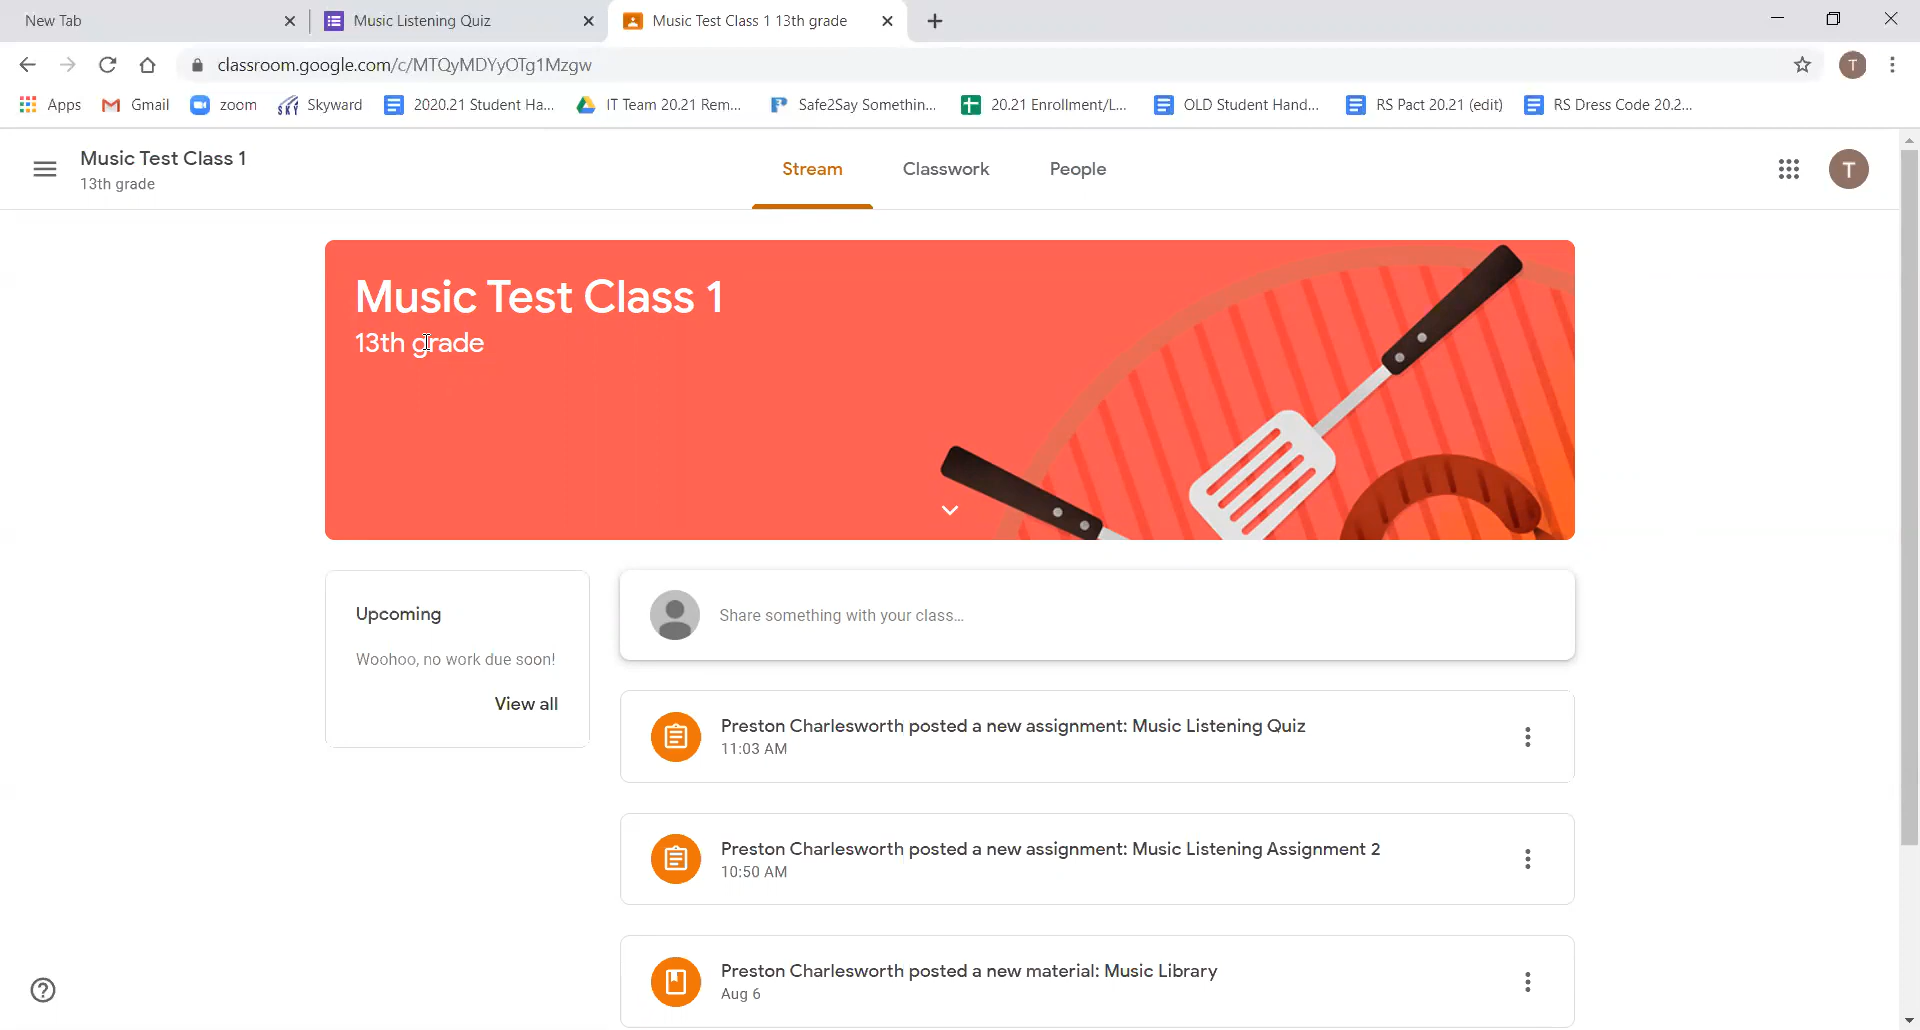 New Tab
Music Listening Quiz
Music Test Class 1 13th grade
classroom.google.com/c/MTQyMDYyOTg1Mzgw
T
Apps
Gmail
zoom
Skyward
2020.21 Student Ha...
IT Team 20.21 Rem...
Safe2Say Somethin...
20.21 Enrollment/L...
OLD Student Hand...
RS Pact 20.21 (edit)
RS Dress Code 20.2...
Music Test Class 1
13th grade
Stream
Classwork
People
T
Music Test Class 1
13th grade
Upcoming
Woohoo, no work due soon!
View all
Share something with your class...
Preston Charlesworth posted a new assignment: Music Listening Quiz
11:03 AM
Preston Charlesworth posted a new assignment: Music Listening Assignment 2
10:50 AM
Preston Charlesworth posted a new material: Music Library
Aug 6